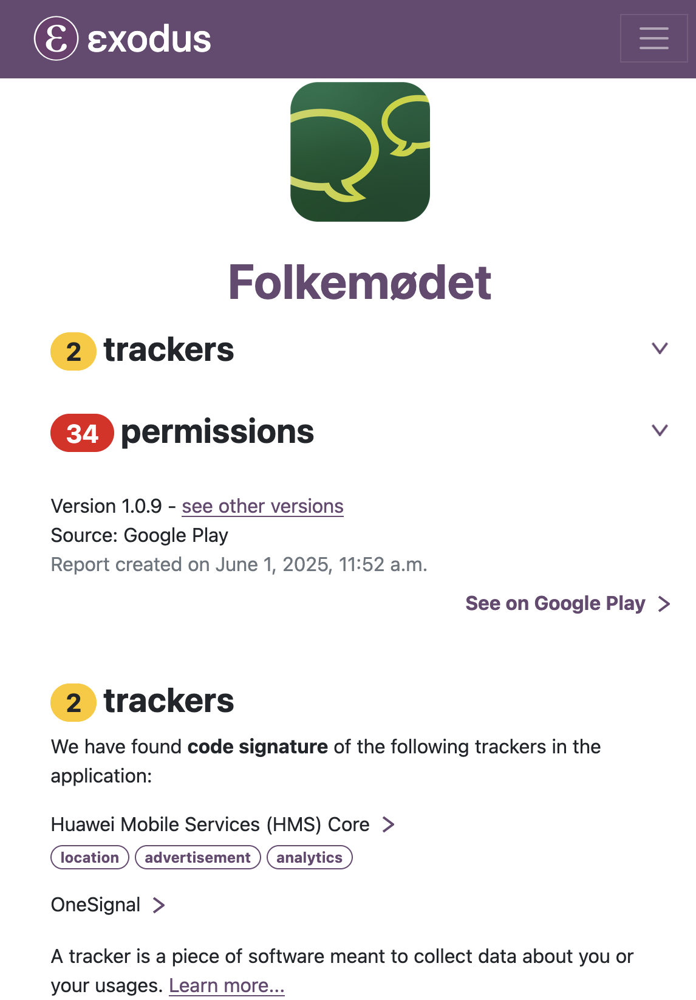 εxodus
Folkemødet
2 trackers
34 permissions
Version 1.0.9 - see other versions
Source: Google Play
Report created on June 1, 2025, 11:52 a.m.
See on Google Play
2 trackers
We have found code signature of the following trackers in the
application:
Huawei Mobile Services (HMS) Core
location advertisement analytics
OneSignal
A tracker is a piece of software meant to collect data about you or
your usages. Learn more...